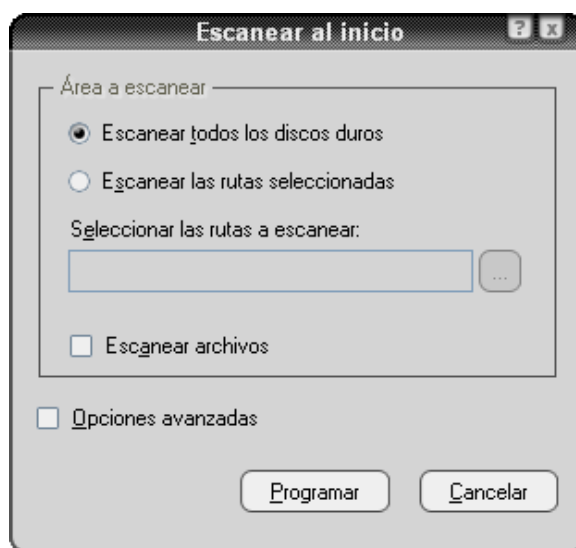 Escanear al inicio
Área a escanear
Escanear todos los discos duros
Escanear las rutas seleccionadas
Seleccionar las rutas a escanear:
...
Escanear archivos
Opciones avanzadas
Programar
Cancelar